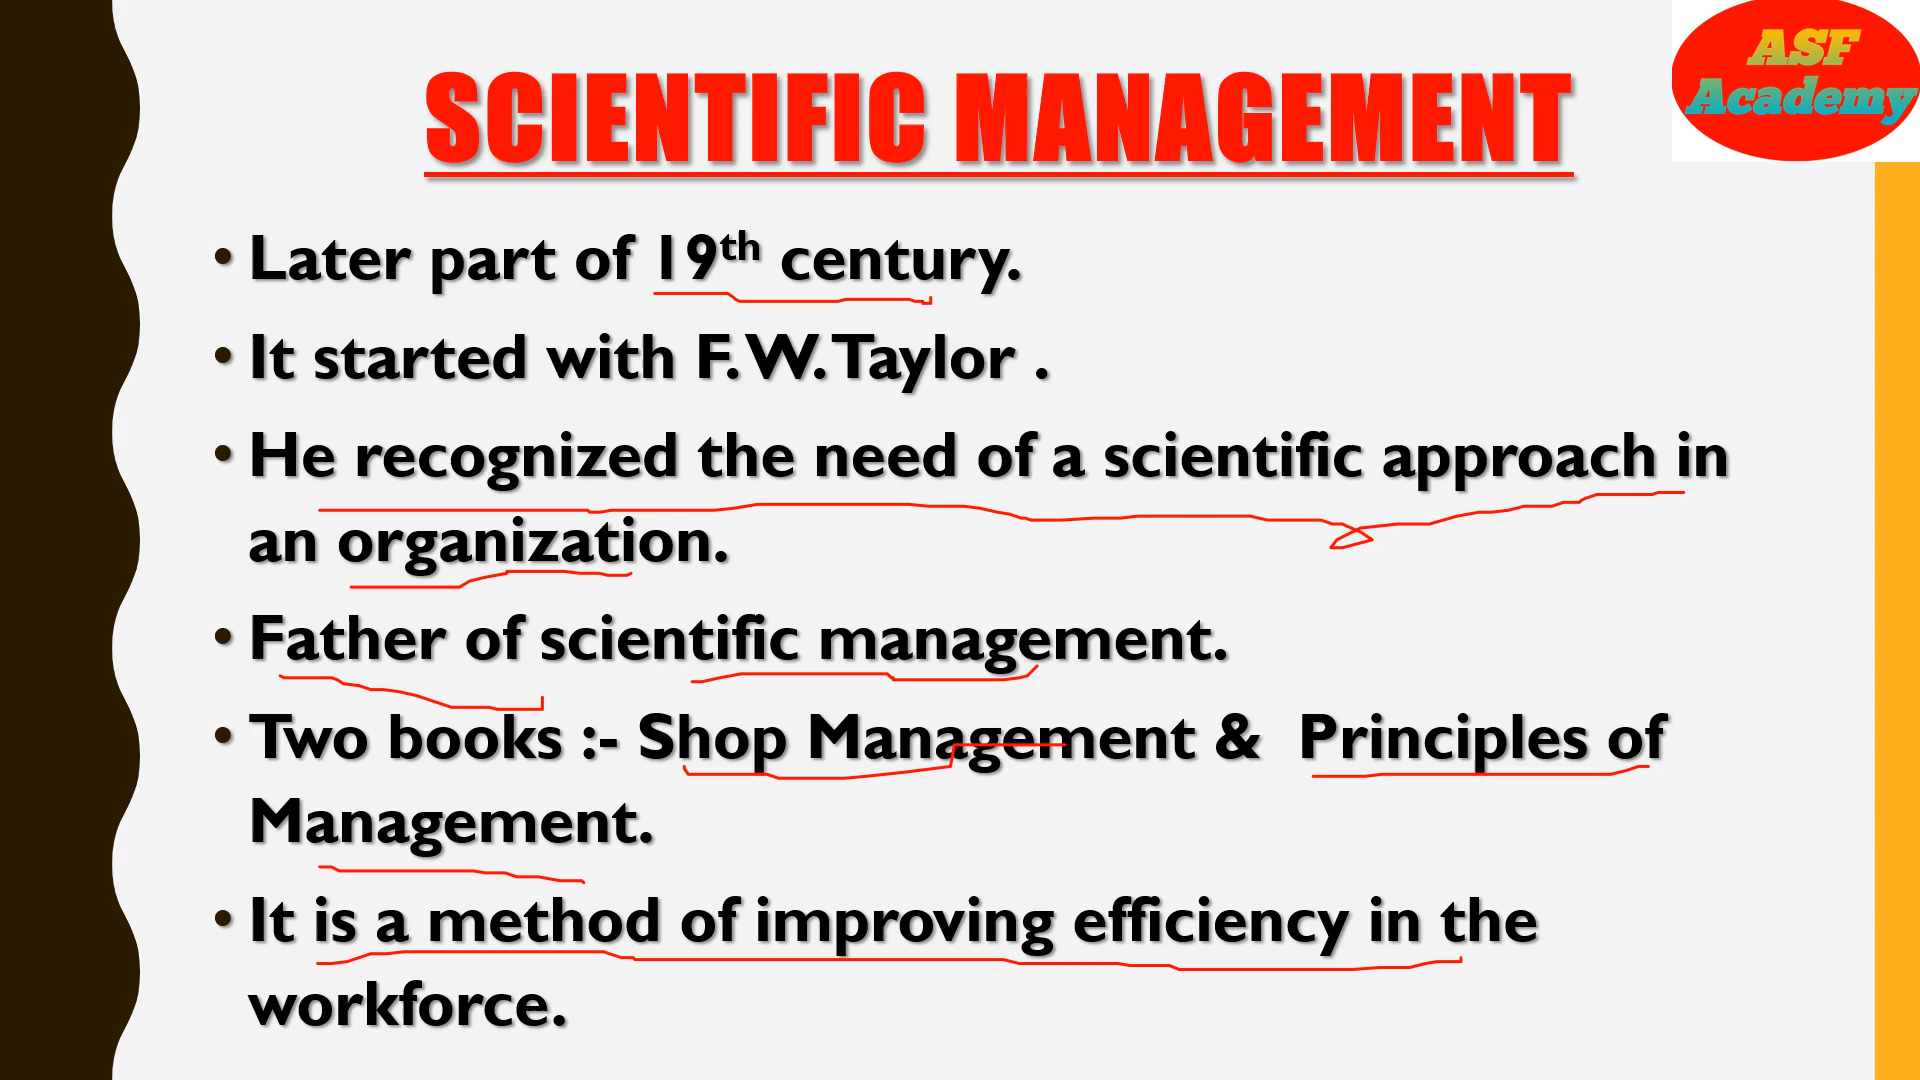 ASF
Academy
SCIENTIFIC MANAGEMENT
• Later part of 19th century.
• It started with F.W.Taylor .
• He recognized the need of a scientific approach in
an organization.
• Father of scientific management.
• Two books :- Shop Management & Principles of
Management.
• It is a method of improving efficiency in the
workforce.